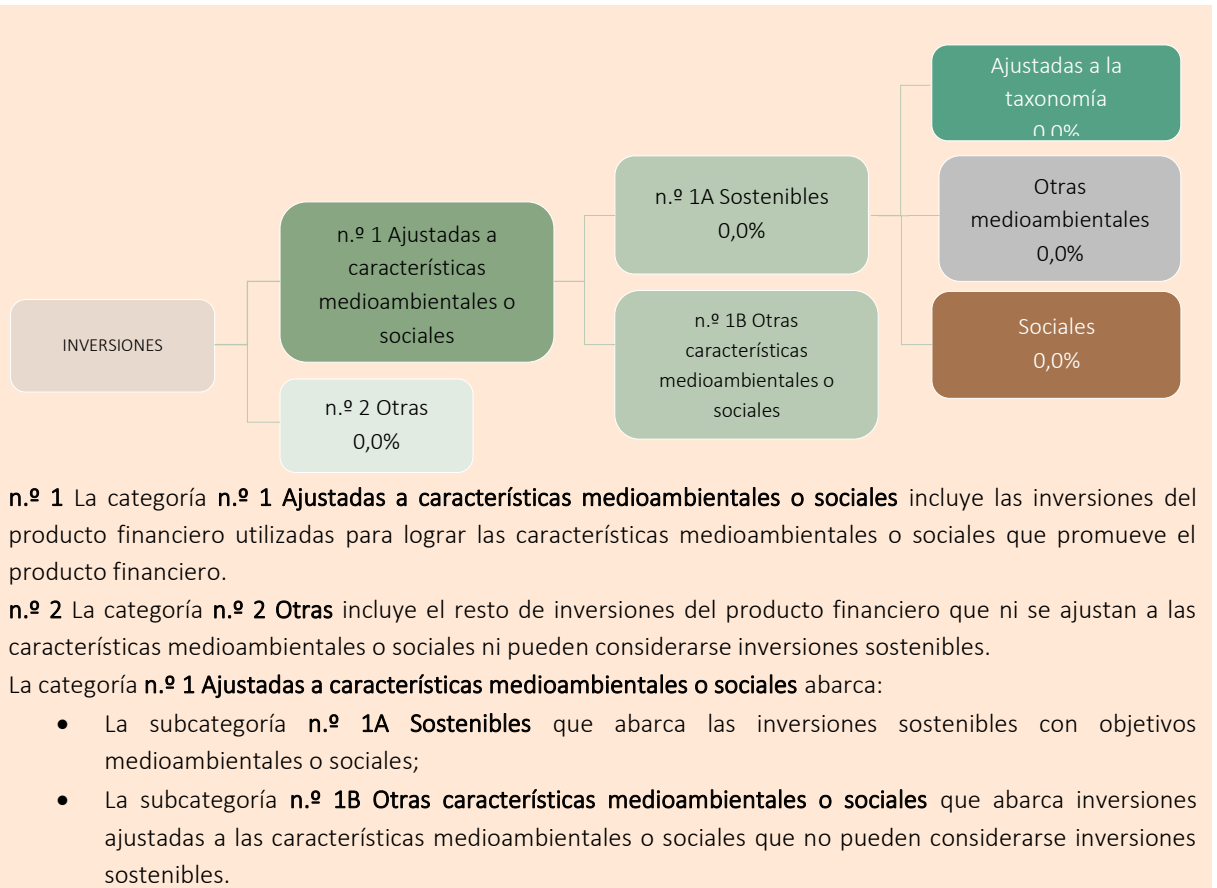 Ajustadas a la
taxonomía
0,0%
n.º 1A Sostenibles
0,0%
Otras
medioambientales
0,0%
n.º 1 Ajustadas a
características
medioambientales o
sociales
n.º 1B Otras
características
medioambientales o
sociales
Sociales
0,0%
INVERSIONES
n.º 2 Otras
0,0%
n.º 1 La categoría n.º 1 Ajustadas a características medioambientales o sociales incluye las inversiones del
producto financiero utilizadas para lograr las características medioambientales o sociales que promueve el
producto financiero.
n.º 2 La categoría n.º 2 Otras incluye el resto de inversiones del producto financiero que ni se ajustan a las
características medioambientales o sociales ni pueden considerarse inversiones sostenibles.
La categoría n.º 1 Ajustadas a características medioambientales o sociales abarca:
• La subcategoría n.º 1A Sostenibles que abarca las inversiones sostenibles con objetivos
medioambientales o sociales;
• La subcategoría n.º 1B Otras características medioambientales o sociales que abarca inversiones
ajustadas a las características medioambientales o sociales que no pueden considerarse inversiones
sostenibles.